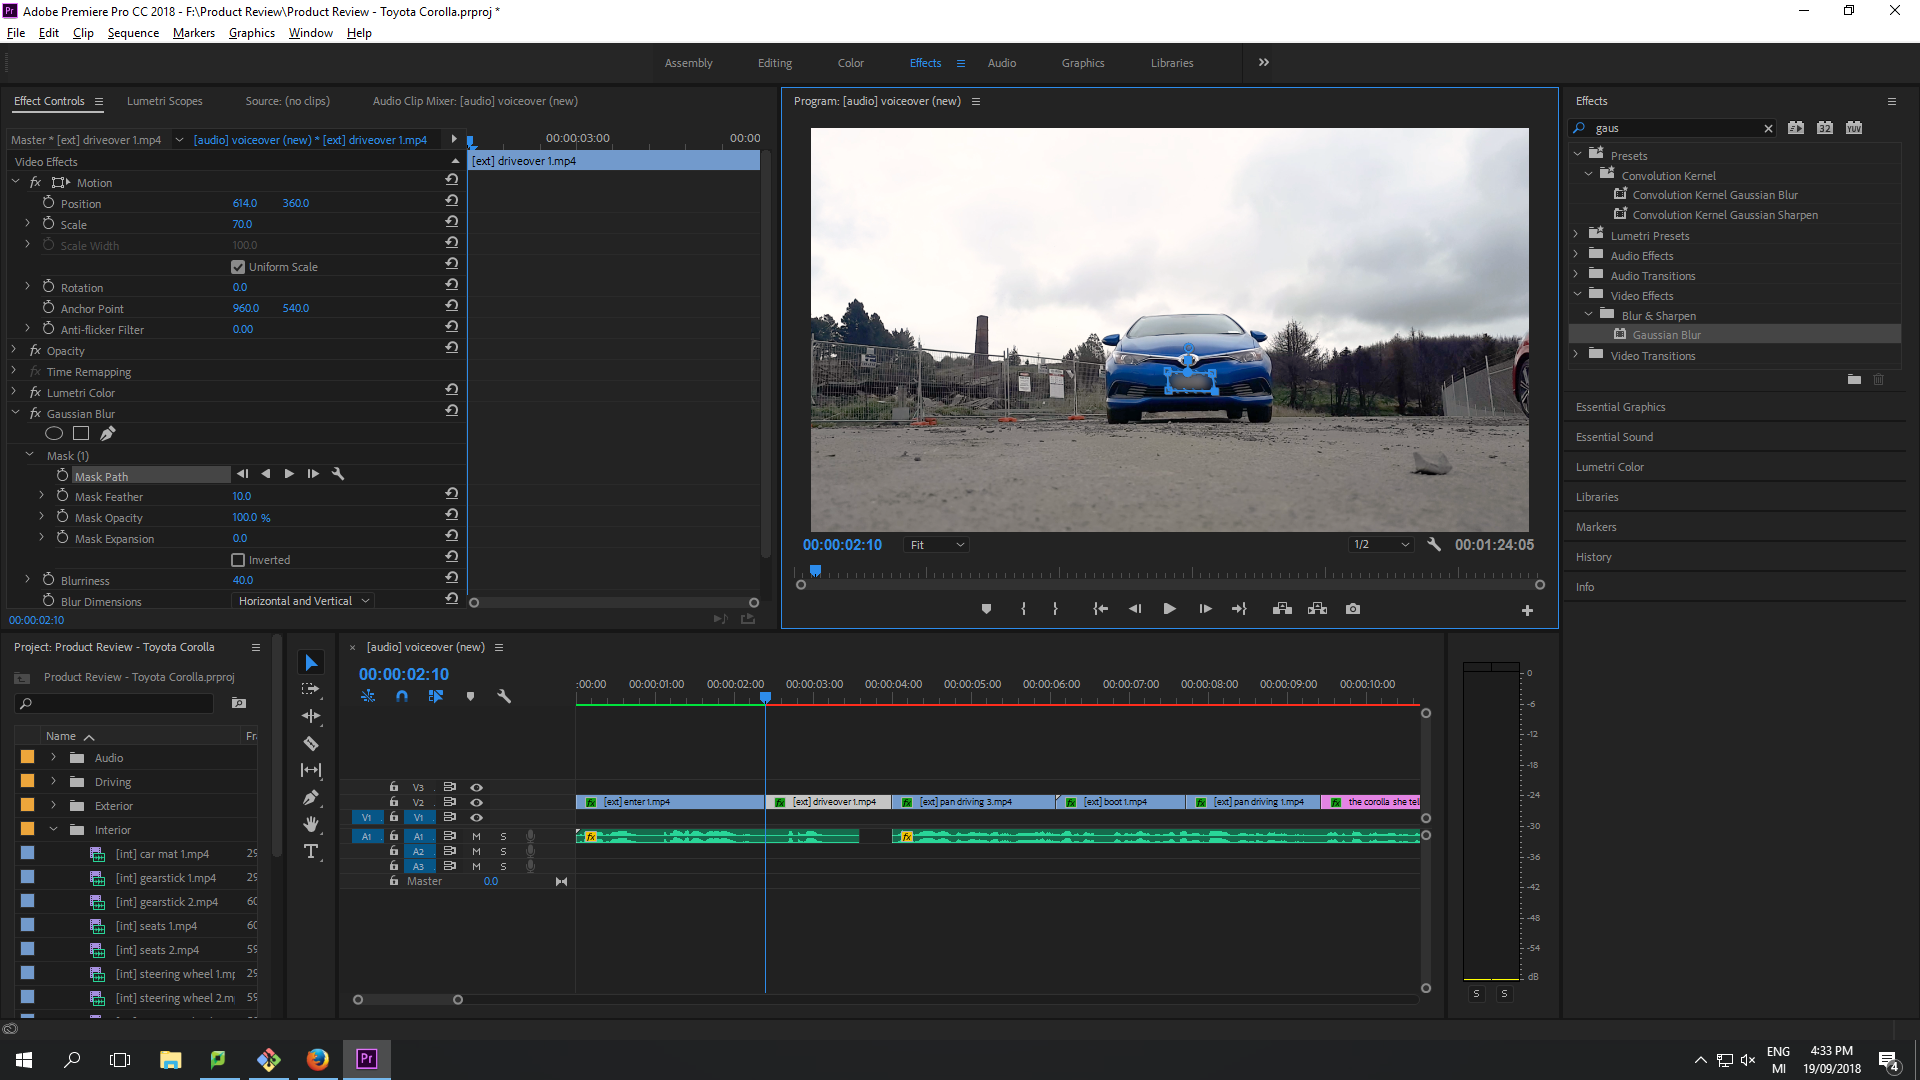 Adobe Premiere Pro CC 2018 - F:\Product Review\Product Review - Toyota Corolla.prproj *
File Edit Clip Sequence Markers Graphics Window Help
Assembly Editing Color Effects Audio Graphics Libraries
Effect Controls Lumetri Scopes Source: (no clips) Audio Clip Mixer: [audio] voiceover (new)
Master * [ext] driveover 1.mp4 [audio] voiceover (new) * [ext] driveover 1.mp4
00:00:03:00 00:00
Video Effects
[ext] driveover 1.mp4
fx Motion
Position 614.0 360.0
Scale 70.0
Scale Width 100.0
Uniform Scale
Rotation 0.0
Anchor Point 960.0 540.0
Anti-flicker Filter 0.00
fx Opacity
fx Time Remapping
fx Lumetri Color
fx Gaussian Blur
Mask (1)
Mask Path
Mask Feather 10.0
Mask Opacity 100.0 %
Mask Expansion 0.0
Inverted
Blurriness 40.0
Blur Dimensions Horizontal and Vertical
00:00:02:10
Program: [audio] voiceover (new)
00:00:02:10 Fit 1/2 00:01:24:05
Effects
gaus
32 YUV
Presets
Convolution Kernel
Convolution Kernel Gaussian Blur
Convolution Kernel Gaussian Sharpen
Lumetri Presets
Audio Effects
Audio Transitions
Video Effects
Blur & Sharpen
Gaussian Blur
Video Transitions
Essential Graphics
Essential Sound
Lumetri Color
Libraries
Markers
History
Info
Project: Product Review - Toyota Corolla
Product Review - Toyota Corolla.prproj
Name Fr
Audio
Driving
Exterior
Interior
[int] car mat 1.mp4 29
[int] gearstick 1.mp4 29
[int] gearstick 2.mp4 60
[int] seats 1.mp4 60
[int] seats 2.mp4 59
[int] steering wheel 1.mp 29
[int] steering wheel 2.m 59
× [audio] voiceover (new)
00:00:02:10
:00:00 00:00:01:00 00:00:02:00 00:00:03:00 00:00:04:00 00:00:05:00 00:00:06:00 00:00:07:00 00:00:08:00 00:00:09:00 00:00:10:00
V3
V2
fx [ext] enter 1.mp4 fx [ext] driveover 1.mp4 fx [ext] pan driving 3.mp4 fx [ext] boot 1.mp4 fx [ext] pan driving 1.mp4 fx the corolla she tel
V1 V1
A1 A1 M S fx fx
A2 M S
A3 M S
Master 0.0
0
-6
-12
-18
-24
-30
-36
-42
-48
-54
dB
S S
Pr
ENG
MI
4:33 PM
19/09/2018
4